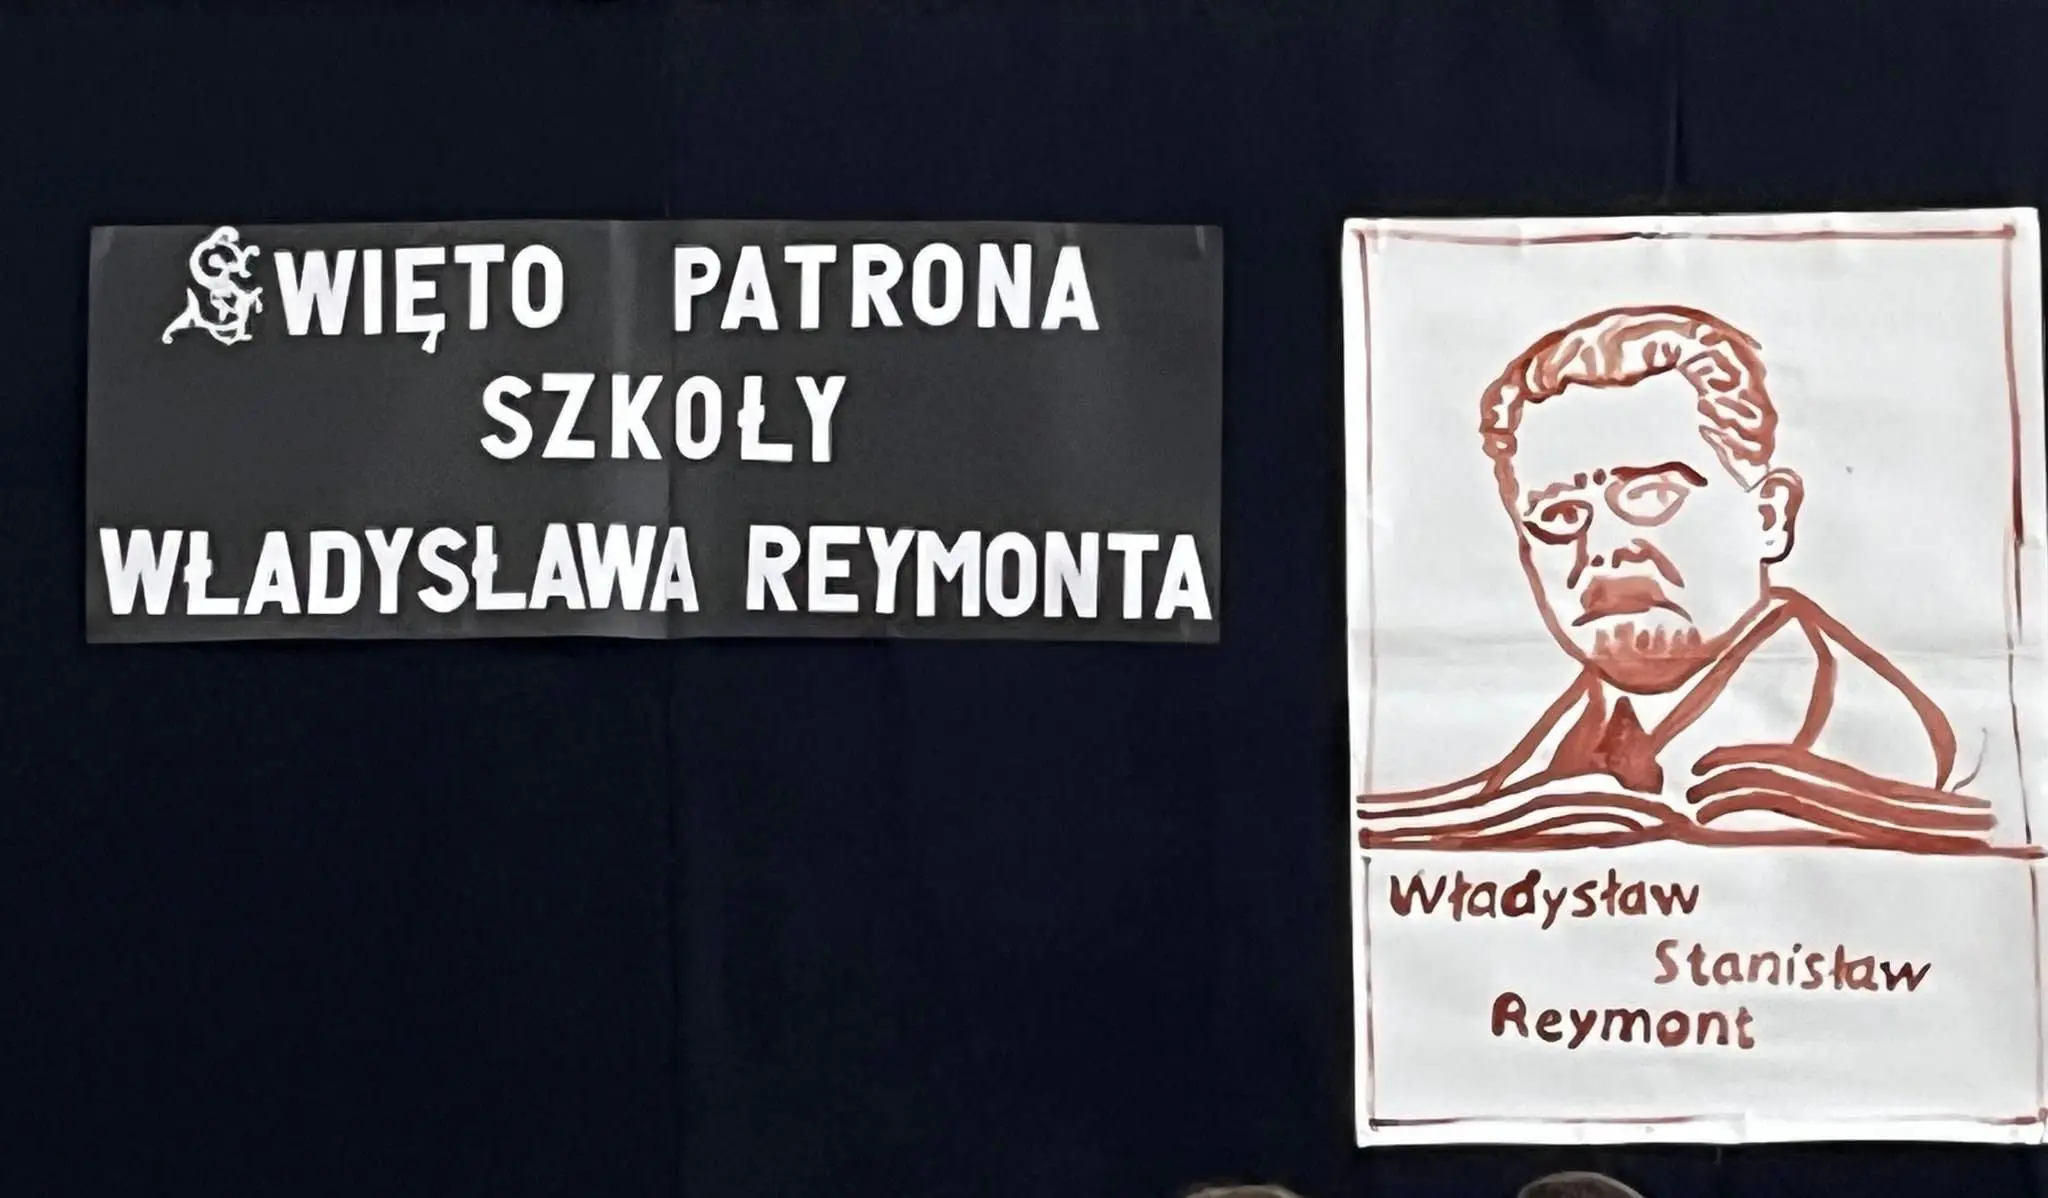 ŚWIĘTO PATRONA
SZKOŁY
WŁADYSŁAWA REYMONTA
Władysław
Stanisław
Reymont